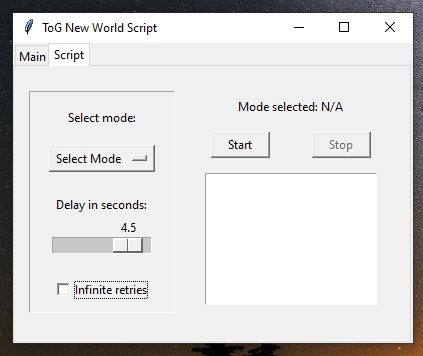 ToG New World Script
Main Script
Select mode:
Select Mode
Delay in seconds:
4.5
Infinite retries
Mode selected: N/A
Start Stop